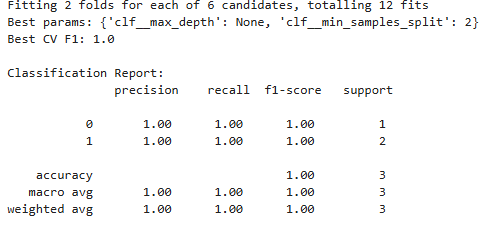 Fitting 2 folds for each of 6 candidates, totalling 12 fits
Best params: {'clf__max_depth': None, 'clf__min_samples_split': 2}
Best CV F1: 1.0
Classification Report:
precision recall f1-score support
0 1.00 1.00 1.00 1
1 1.00 1.00 1.00 2
accuracy 1.00 3
macro avg 1.00 1.00 1.00 3
weighted avg 1.00 1.00 1.00 3